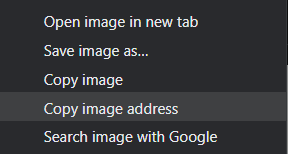 Open image in new tab
Save image as...
Copy image
Copy image address
Search image with Google